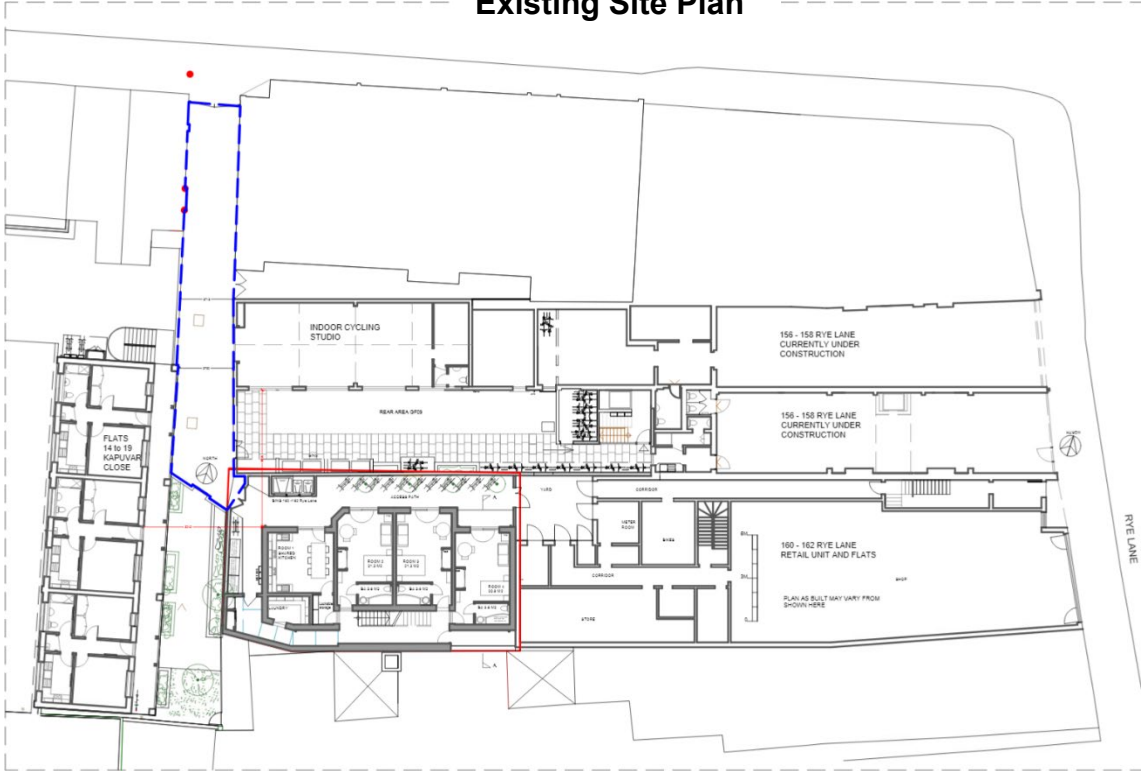 Existing Site Plan
INDOOR CYCLING
STUDIO
156 - 158 RYE LANE
CURRENTLY UNDER
CONSTRUCTION
REAR AREA GF05
156 - 158 RYE LANE
CURRENTLY UNDER
CONSTRUCTION
FLATS
14 to 19
KAPUVAR
CLOSE
NORTH
NORTH
ACCESS PATH
A
YARD
CORRIDOR
METER
ROOM
160 - 162 RYE LANE
RETAIL UNIT AND FLATS
SHOP
PLAN AS BUILT MAY VARY FROM
SHOWN HERE
RYE LANE
ROOM 1
SHARED
KITCHEN
ROOM 2
ROOM 3
CORRIDOR
STORE
A